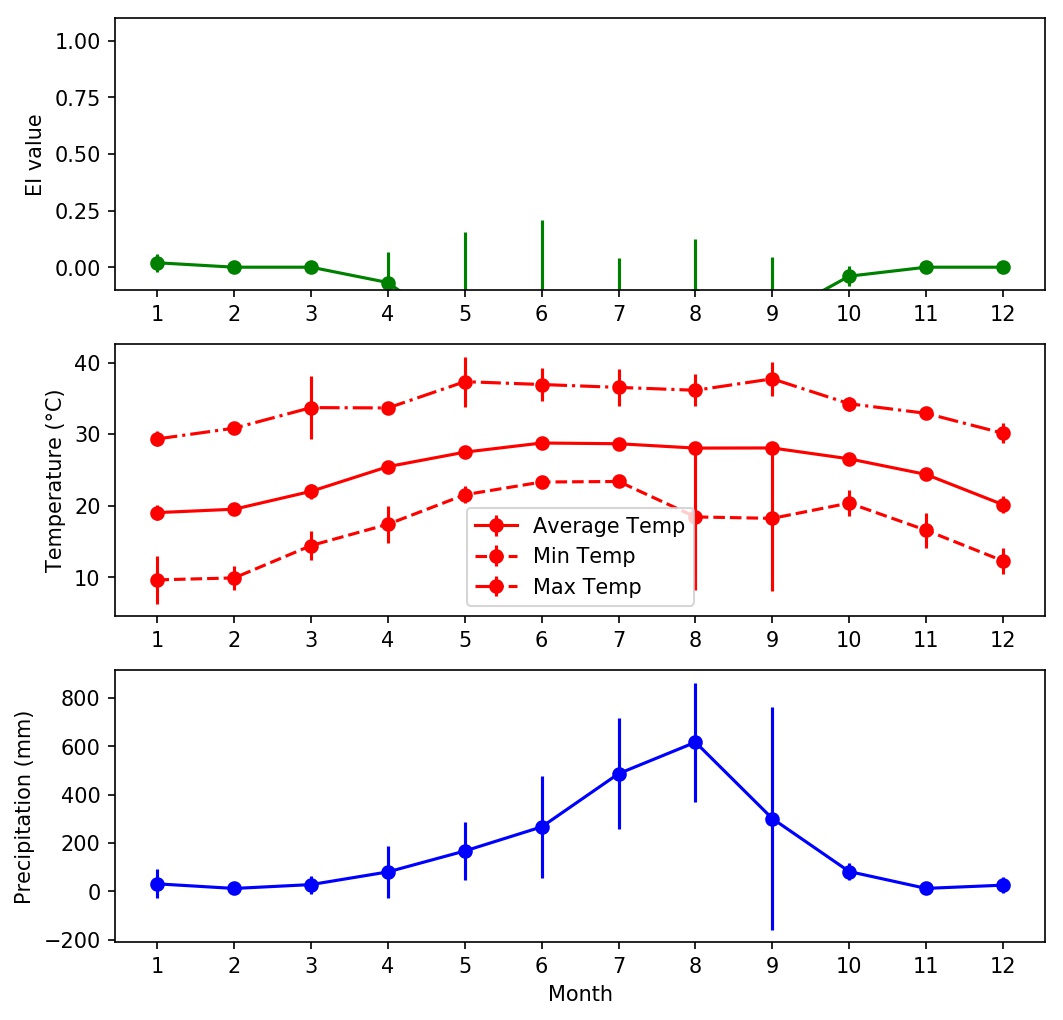 EI value
1.00
0.75
0.50
0.25
0.00
1 2 3 4 5 6 7 8 9 10 11 12
Temperature (°C)
40
30
20
10
Average Temp
Min Temp
Max Temp
1 2 3 4 5 6 7 8 9 10 11 12
Precipitation (mm)
800
600
400
200
0
−200
1 2 3 4 5 6 7 8 9 10 11 12
Month